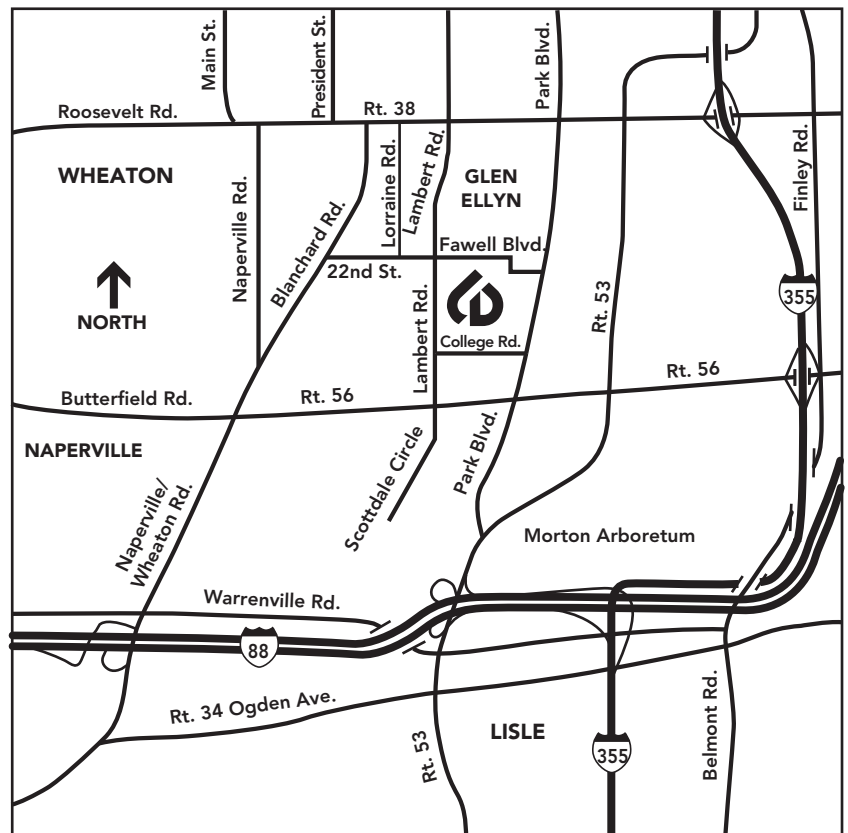 Main St.
President St.
Park Blvd.
Roosevelt Rd.
Rt. 38
WHEATON
Naperville Rd.
Blanchard Rd.
Lorraine Rd.
Lambert Rd.
GLEN
ELLYN
Finley Rd.
Fawell Blvd.
22nd St.
NORTH
Lambert Rd.
College Rd.
Rt. 53
355
Butterfield Rd.
Rt. 56
Rt. 56
NAPERVILLE
Naperville/
Wheaton Rd.
Scottdale Circle
Park Blvd.
Morton Arboretum
Warrenville Rd.
88
Rt. 34 Ogden Ave.
Rt. 53
LISLE
355
Belmont Rd.